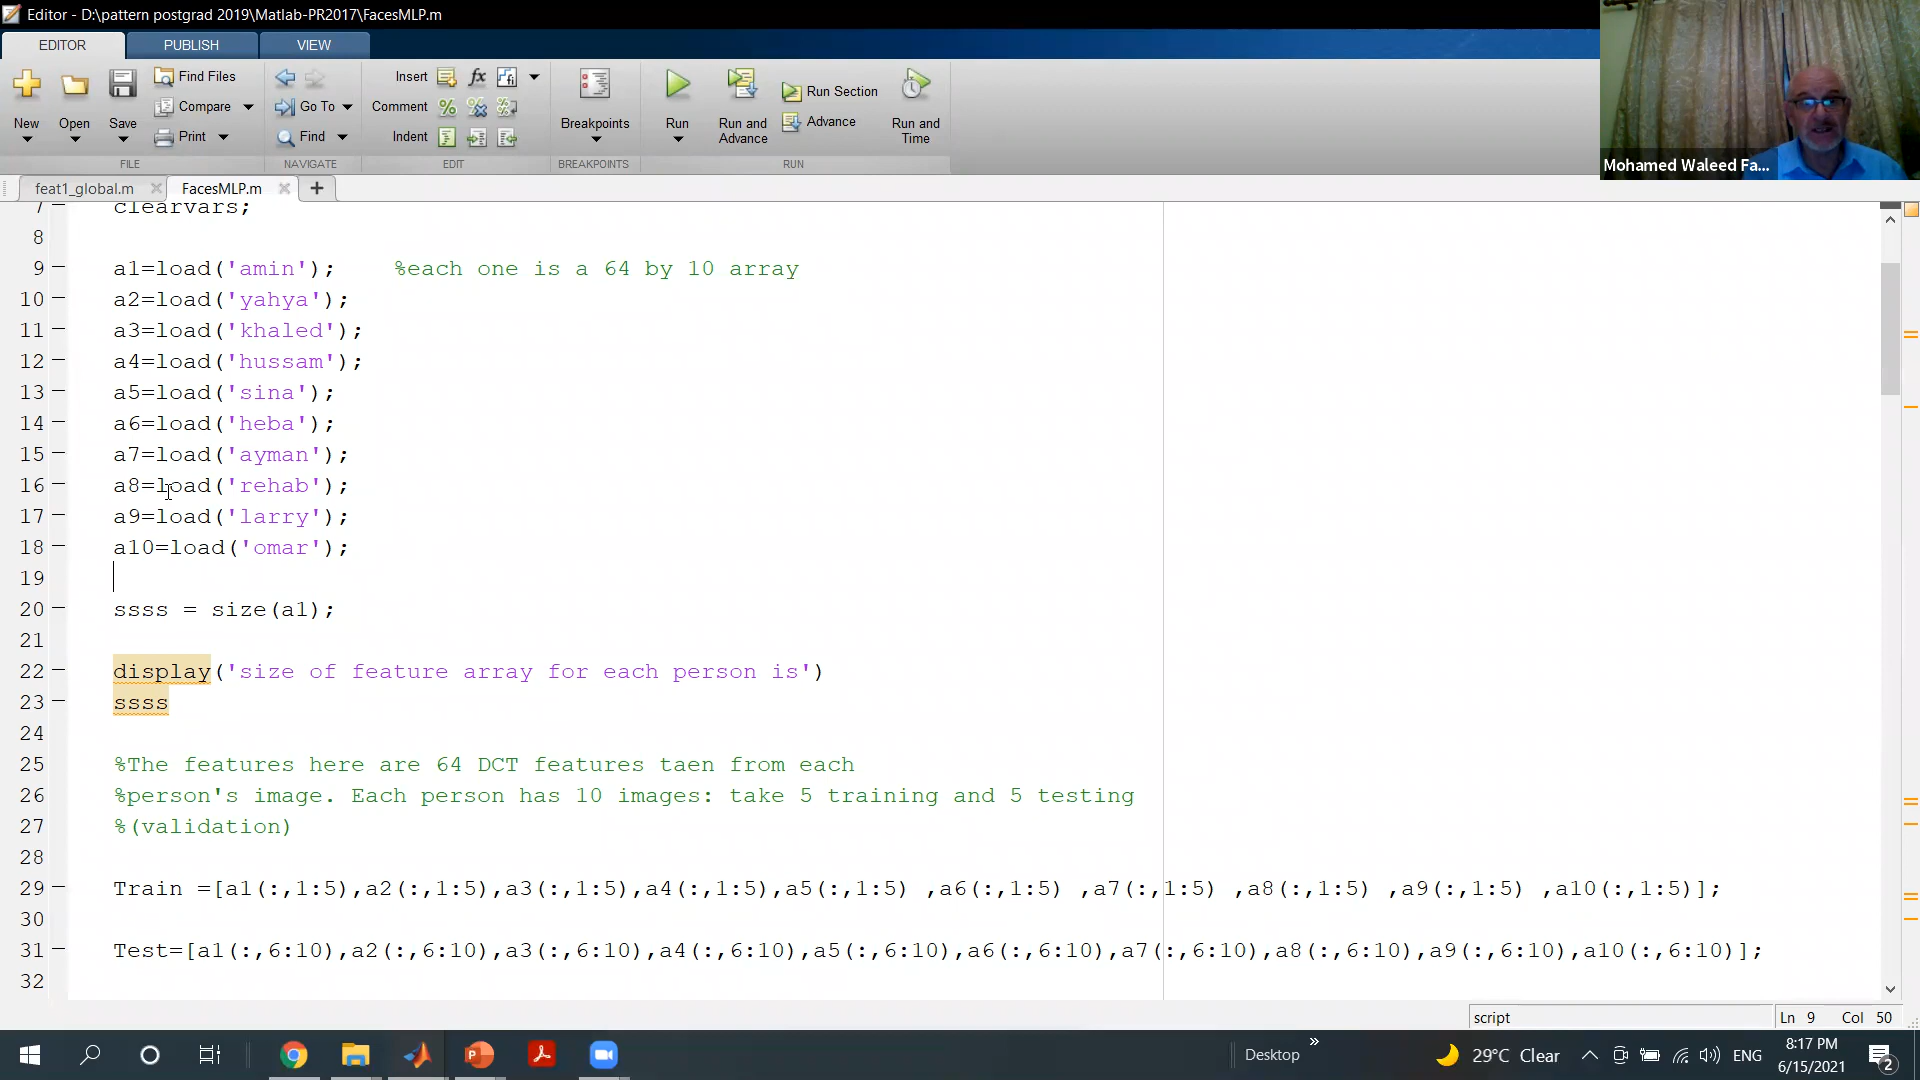 Editor - D:\pattern postgrad 2019\Matlab-PR2017\FacesMLP.m
EDITOR PUBLISH VIEW
New Open Save Find Files Compare Print
FILE
Go To Find
NAVIGATE
Insert fx
Comment
Indent
EDIT
Breakpoints
BREAKPOINTS
Run Run and Advance Run Section Advance Run and Time
RUN
Mohamed Waleed Fa...
feat1_global.m FacesMLP.m
7 clearvars;
8
9 a1=load('amin'); %each one is a 64 by 10 array
10 a2=load('yahya');
11 a3=load('khaled');
12 a4=load('hussam');
13 a5=load('sina');
14 a6=load('heba');
15 a7=load('ayman');
16 a8=load('rehab');
17 a9=load('larry');
18 a10=load('omar');
19
20 ssss = size(a1);
21
22 display('size of feature array for each person is')
23 ssss
24
25 %The features here are 64 DCT features taen from each
26 %person's image. Each person has 10 images: take 5 training and 5 testing
27 %(validation)
28
29 Train =[a1(:,1:5),a2(:,1:5),a3(:,1:5),a4(:,1:5),a5(:,1:5) ,a6(:,1:5) ,a7(:,1:5) ,a8(:,1:5) ,a9(:,1:5) ,a10(:,1:5)];
30
31 Test=[a1(:,6:10),a2(:,6:10),a3(:,6:10),a4(:,6:10),a5(:,6:10),a6(:,6:10),a7(:,6:10),a8(:,6:10),a9(:,6:10),a10(:,6:10)];
32
script Ln 9 Col 50
Desktop 29°C Clear ENG 8:17 PM
6/15/2021 2